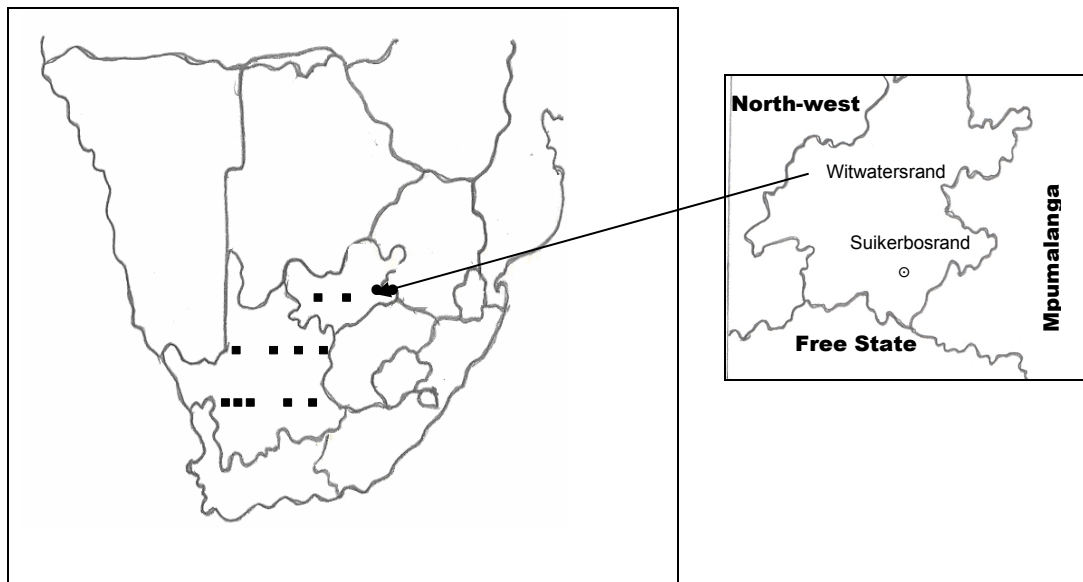 North-west
Witwatersrand
Suikerbosrand
Mpumalanga
Free State